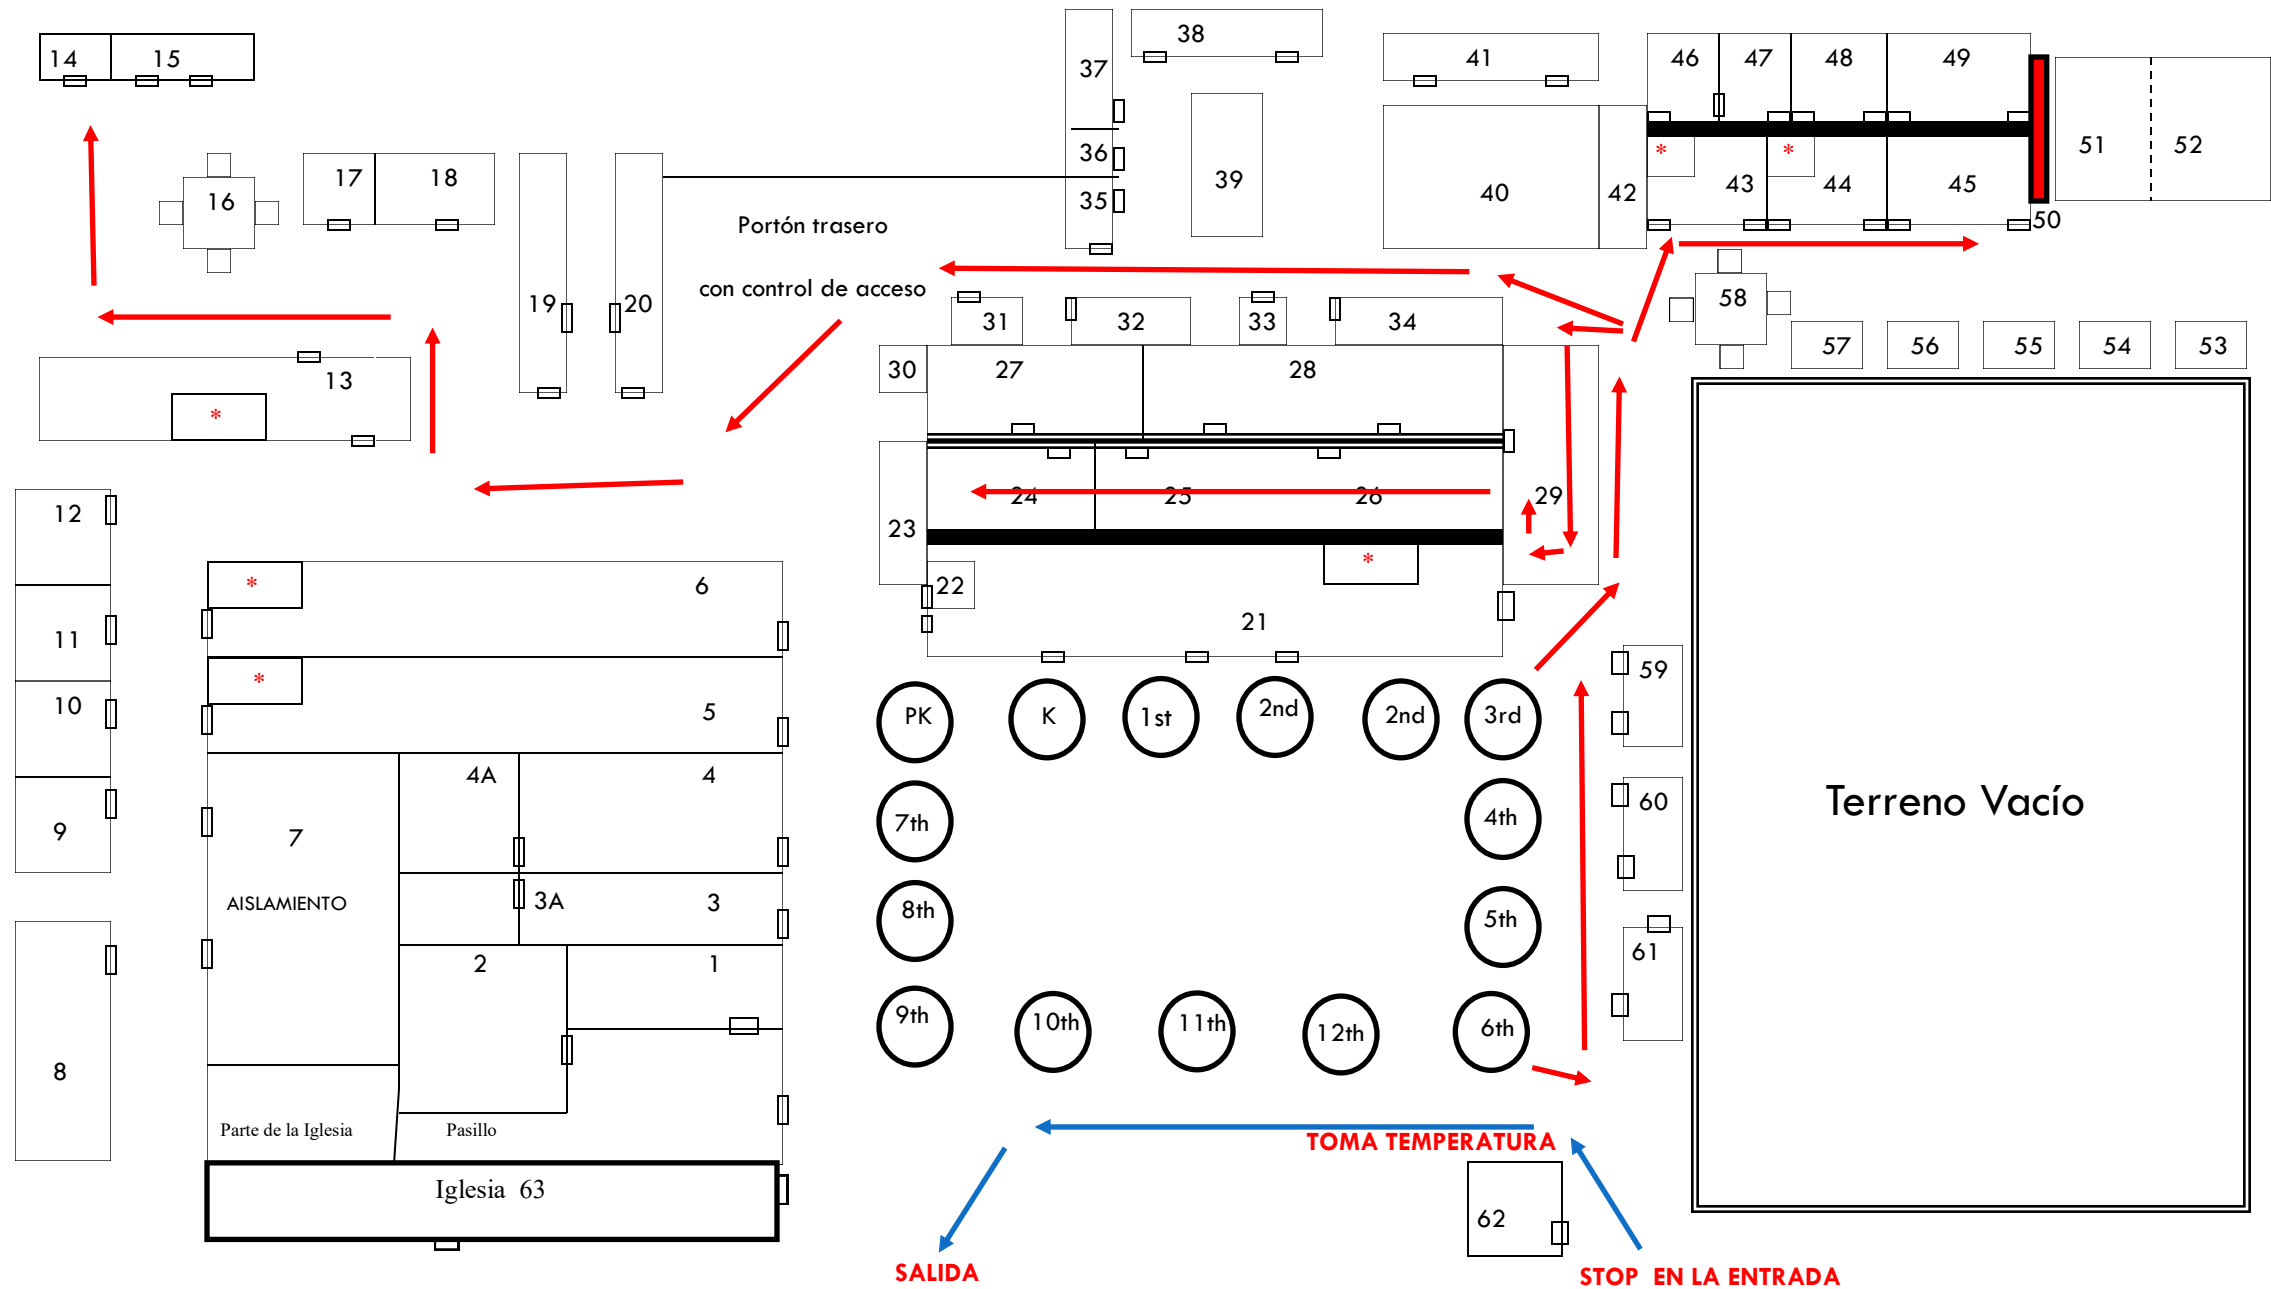 14
15
37
38
41
46
47
48
49
16
17
18
36
35
39
40
42
*
*
43
44
45
51
52
50
Portón trasero
con control de acceso
19
20
31
32
33
34
58
57
56
55
54
53
13
*
30
27
28
24
25
26
29
23
12
11
10
9
8
*
6
*
5
4A
4
7
AISLAMIENTO
3A
3
2
1
Parte de la Iglesia
Pasillo
Iglesia 63
*
22
21
PK
K
1st
2nd
2nd
3rd
7th
4th
8th
5th
9th
10th
11th
12th
6th
59
60
61
Terreno Vacío
TOMA TEMPERATURA
62
SALIDA
STOP EN LA ENTRADA